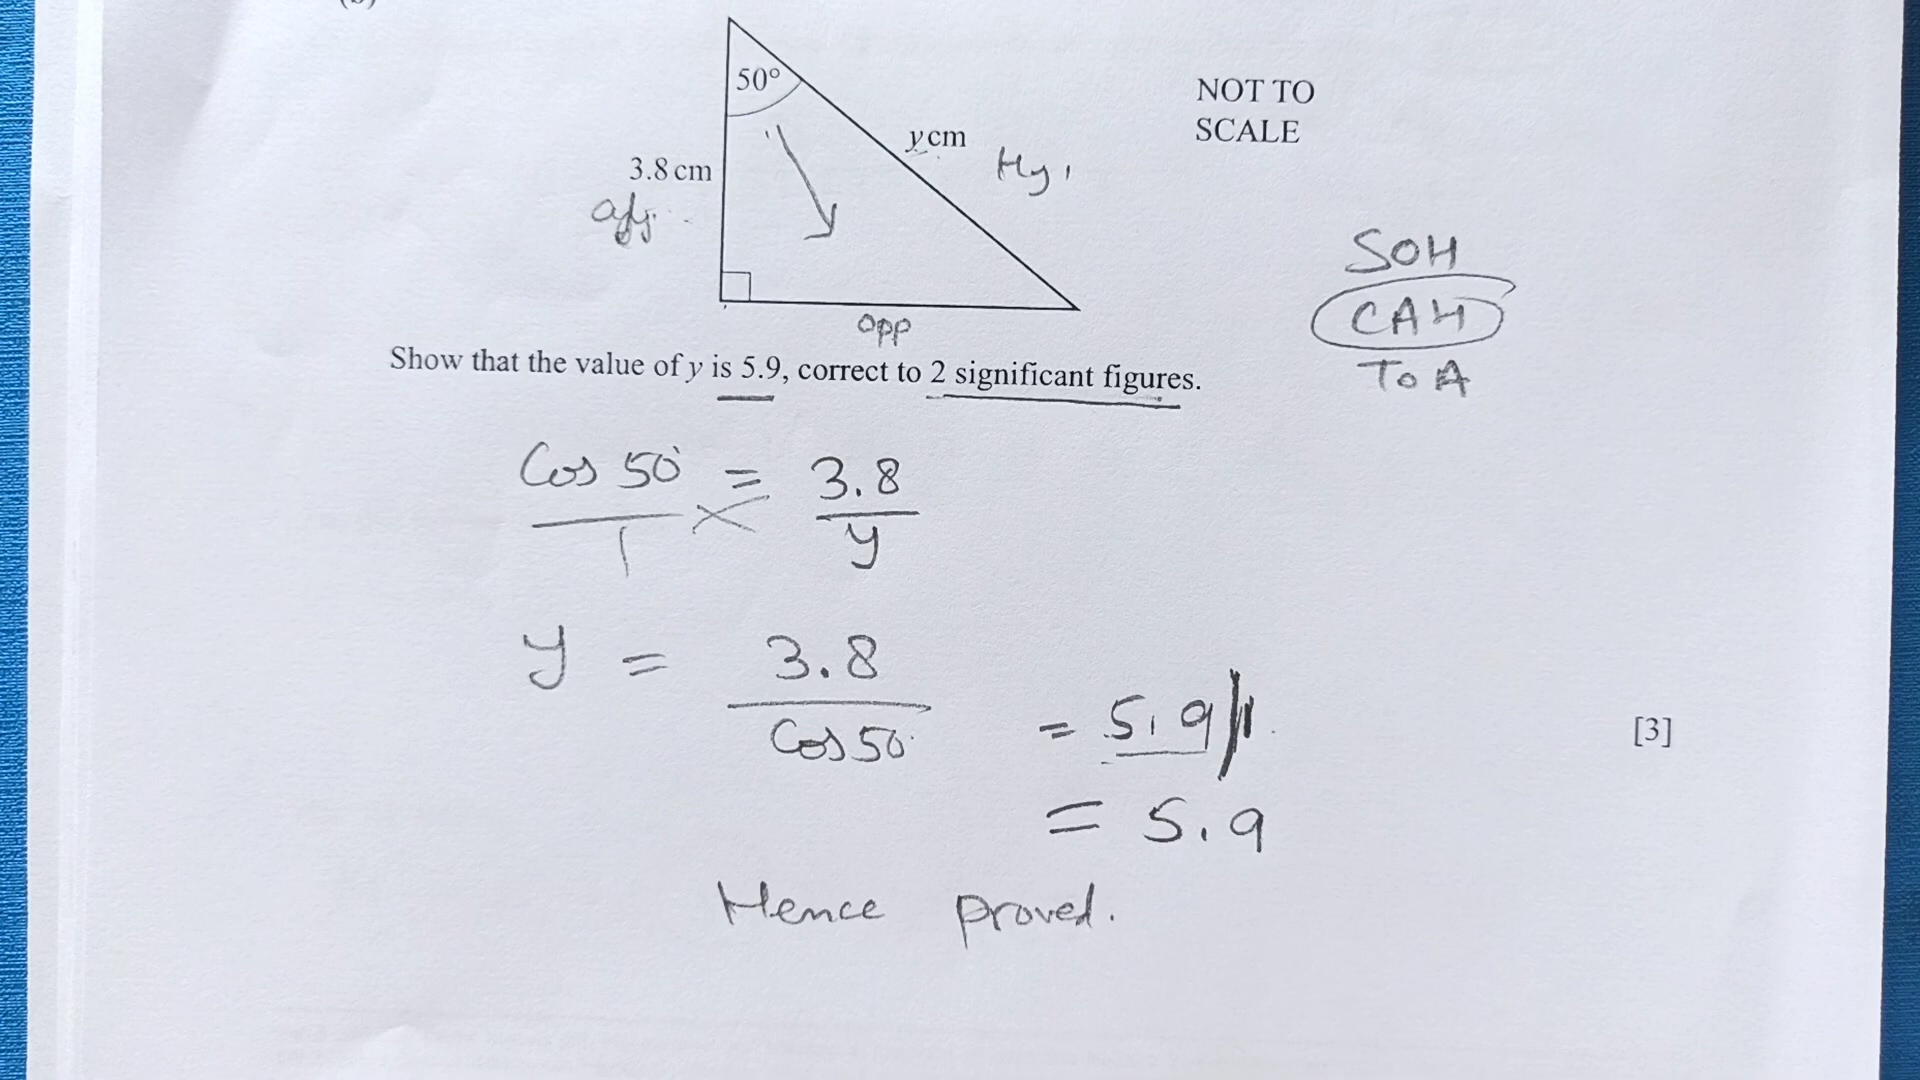 50°
NOT TO
SCALE
y cm
Hy.
3.8 cm
adj.
SOH
CAH
TOA
opp
Show that the value of y is 5.9, correct to 2 significant figures.
Cos 50 = 3.8
1 y
y = 3.8
Cos 50
= 5.911
[3]
= 5.9
Hence proved.